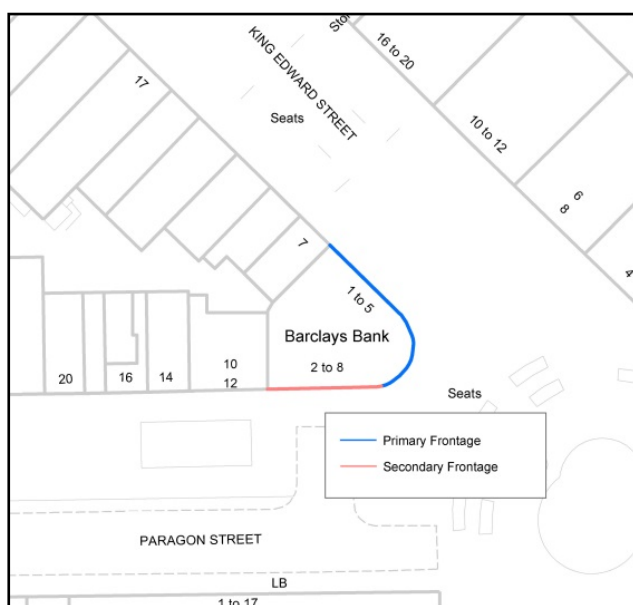 KING EDWARD STREET
Stor
16 to 20
17
Seats
10 to 12
6
8
7
4
1 to 5
Barclays Bank
2 to 8
10
12
20
16
14
Seats
Primary Frontage
Secondary Frontage
PARAGON STREET
LB
1 to 17